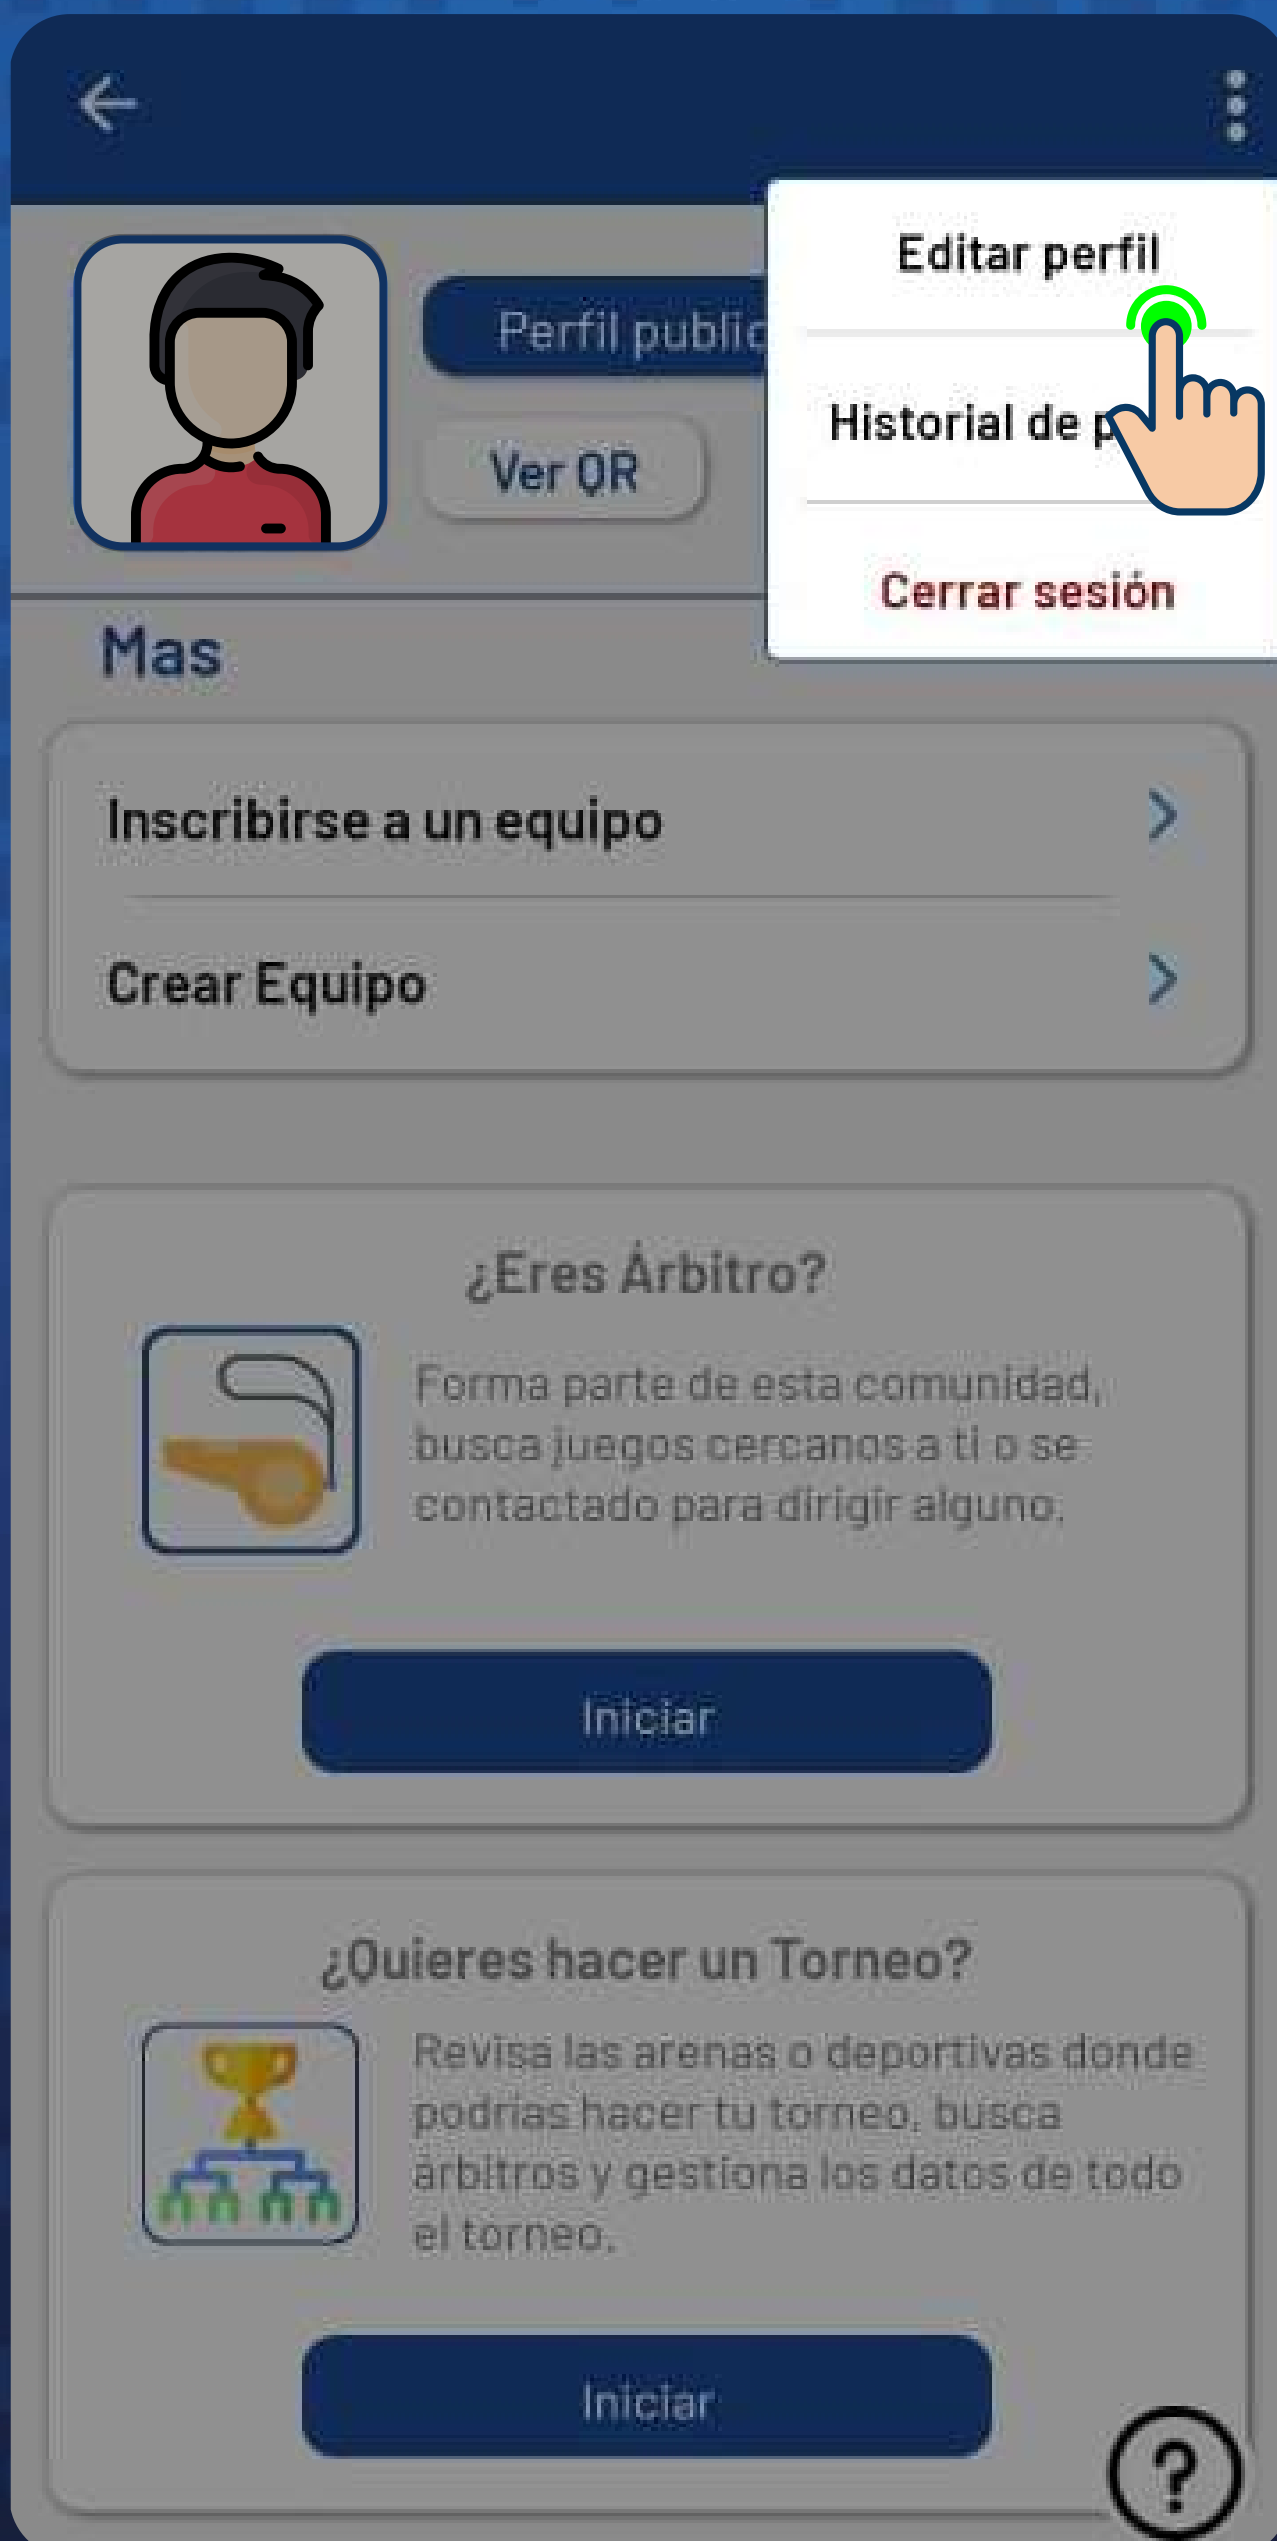 Editar perfil
Perfil public
Historial de p
Ver QR
Cerrar sesión
Mas
Inscribirse a un equipo
Crear Equipo
¿Eres Árbitro?
Forma parte de esta comunidad,
busca juegos cercanos a ti o se
contactado para dirigir alguno.
Iniciar
¿Quieres hacer un Torneo?
Revisa las arenas o deportivas donde
podrías hacer tu torneo, busca
árbitros y gestiona los datos de todo
el torneo.
Iniciar
?